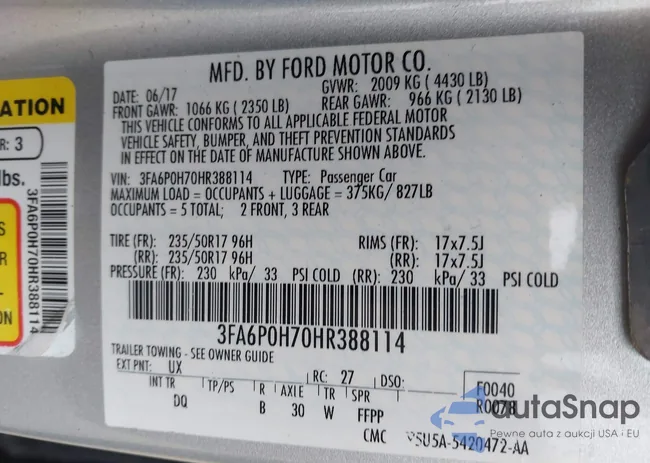 MFD. BY FORD MOTOR CO.
DATE: 06/17 GVWR: 2009 KG ( 4430 LB)
FRONT GAWR: 1066 KG ( 2350 LB) REAR GAWR: 966 KG ( 2130 LB)
THIS VEHICLE CONFORMS TO ALL APPLICABLE FEDERAL MOTOR
VEHICLE SAFETY, BUMPER, AND THEFT PREVENTION STANDARDS
IN EFFECT ON THE DATE OF MANUFACTURE SHOWN ABOVE.
VIN: 3FA6P0H70HR388114 TYPE: Passenger Car
MAXIMUM LOAD = OCCUPANTS + LUGGAGE = 375KG/ 827LB
OCCUPANTS = 5 TOTAL; 2 FRONT, 3 REAR
TIRE (FR): 235/50R17 96H RIMS (FR): 17x7.5J
(RR): 235/50R17 96H (RR): 17x7.5J
PRESSURE (FR): 230 kPa/ 33 PSI COLD (RR): 230 kPa/ 33 PSI COLD
3FA6P0H70HR388114
TRAILER TOWING - SEE OWNER GUIDE
EXT PNT: UX RC: 27 DSO: F0040
INT TR TP/PS R AXLE TR SPR R007B
DQ B 30 W FFPP
CMC 5U5A-5420472-AA
ATION
R: 3
lbs.
S
R
L-
ON
3FA6P0H70HR388114
autaSnap
Pewne auta z aukcji USA • EU